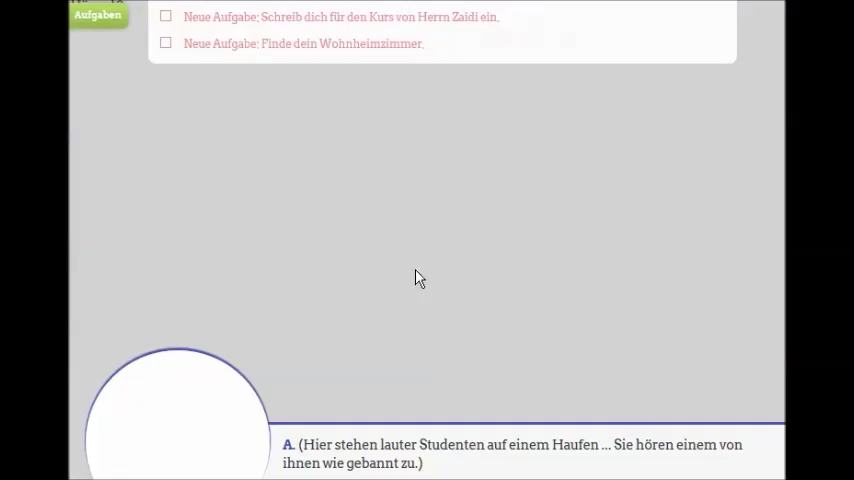 Aufgaben
Neue Aufgabe: Schreib dich für den Kurs von Herrn Zaidi ein.
Neue Aufgabe: Finde dein Wohnheimzimmer.
A. (Hier stehen lauter Studenten auf einem Haufen ... Sie hören einem von
ihnen wie gebannt zu.)